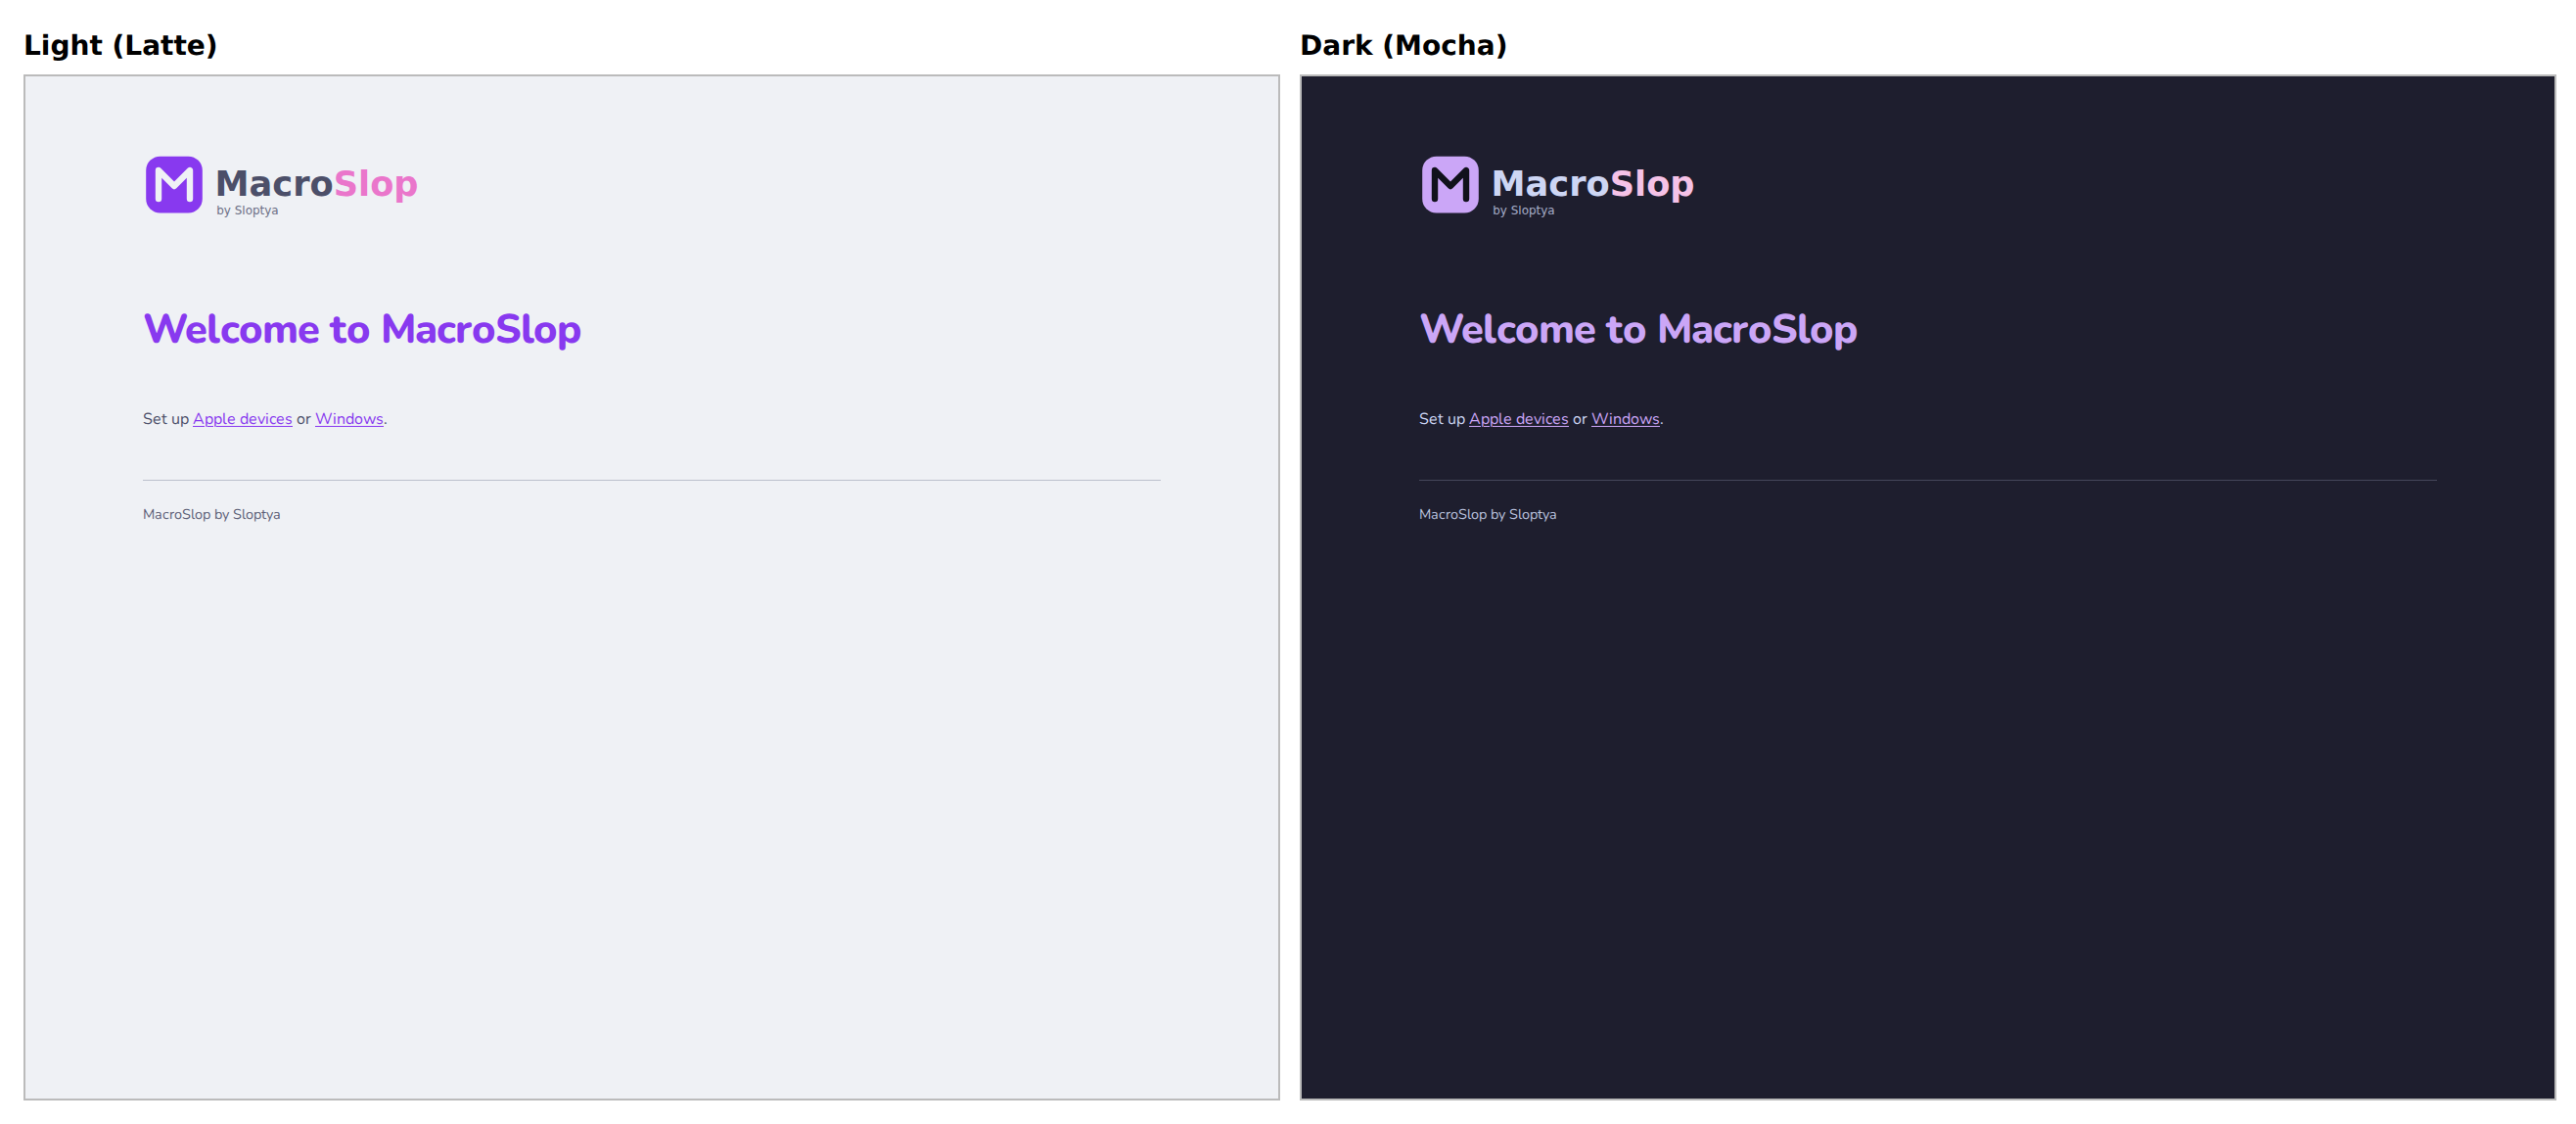 Light (Latte)
MacroSlop
by Sloptya
Welcome to MacroSlop
Set up Apple devices or Windows.
MacroSlop by Sloptya
Dark (Mocha)
MacroSlop
by Sloptya
Welcome to MacroSlop
Set up Apple devices or Windows.
MacroSlop by Sloptya